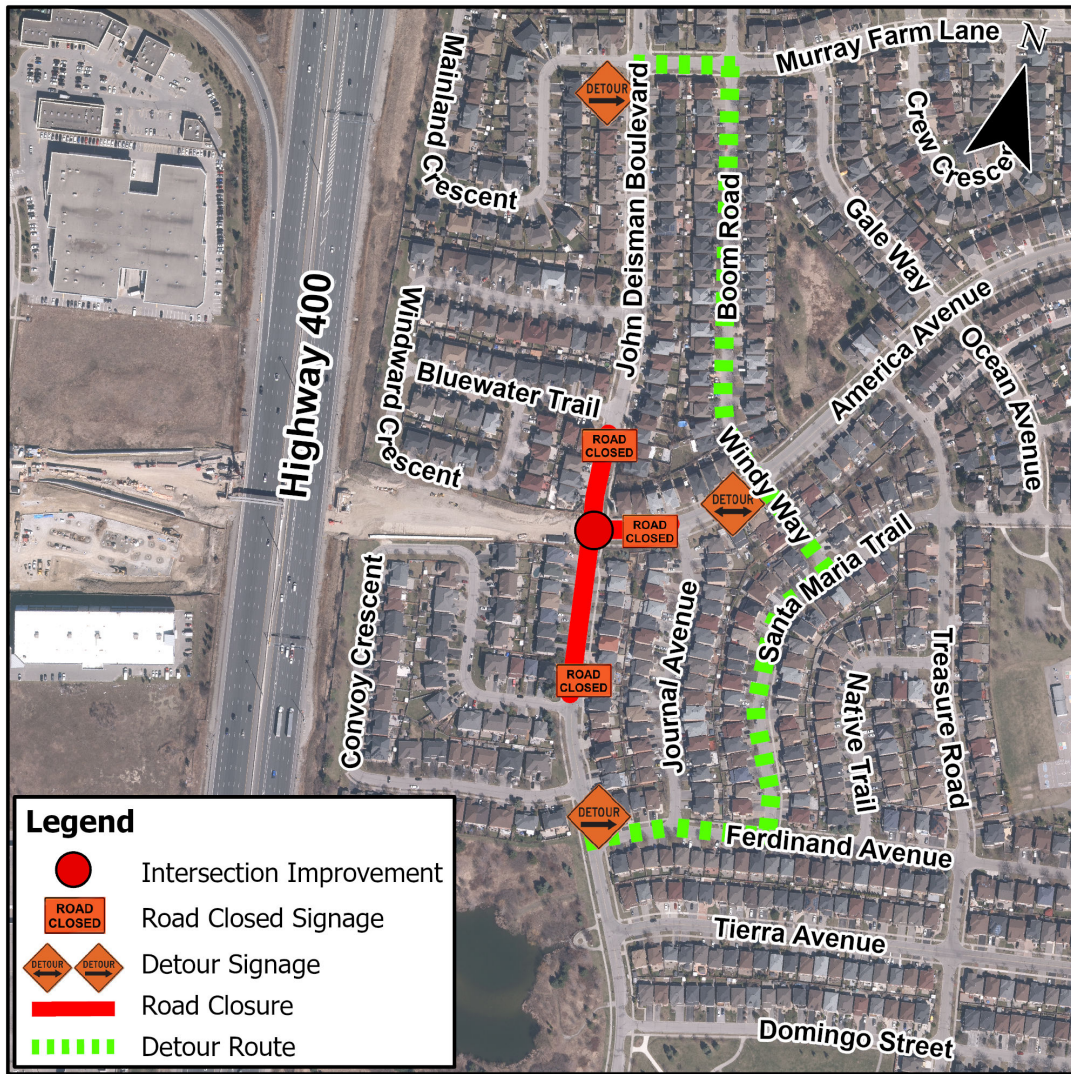 Murray Farm Lane
N
Mainland
Crescent
DETOUR
John Deisman Boulevard
Boom Road
Crew Crescent
Gale Way
Highway 400
Windward Crescent
Bluewater Trail
America Avenue
Ocean Avenue
ROAD
CLOSED
Windy Way
DETOUR
ROAD
CLOSED
Santa Maria Trail
Convoy Crescent
ROAD
CLOSED
Journal Avenue
Native Trail
Treasure Road
DETOUR
Ferdinand Avenue
Tierra Avenue
Domingo Street
Legend
Intersection Improvement
ROAD
CLOSED
Road Closed Signage
DETOUR
DETOUR
Detour Signage
Road Closure
Detour Route